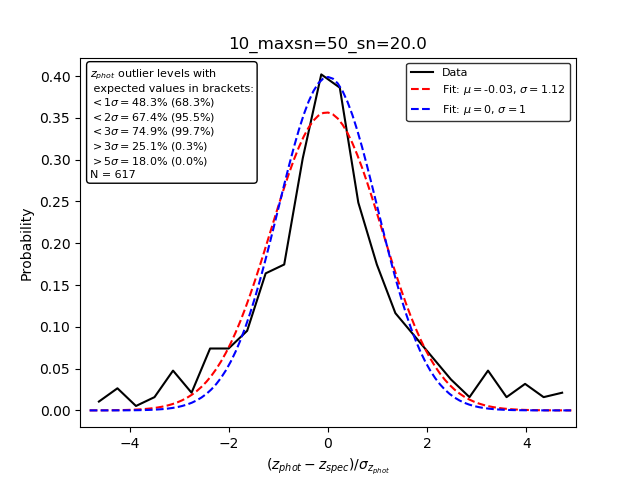 10_maxsn=50_sn=20.0
z_phot outlier levels with
expected values in brackets:
< 1σ = 48.3% (68.3%)
< 2σ = 67.4% (95.5%)
< 3σ = 74.9% (99.7%)
> 3σ = 25.1% (0.3%)
> 5σ = 18.0% (0.0%)
N = 617
Data
Fit: μ = -0.03, σ = 1.12
Fit: μ = 0, σ = 1
0.40
0.35
0.30
0.25
0.20
0.15
0.10
0.05
0.00
Probability
−4 −2 0 2 4
(z_phot − z_spec)/σ_z_phot